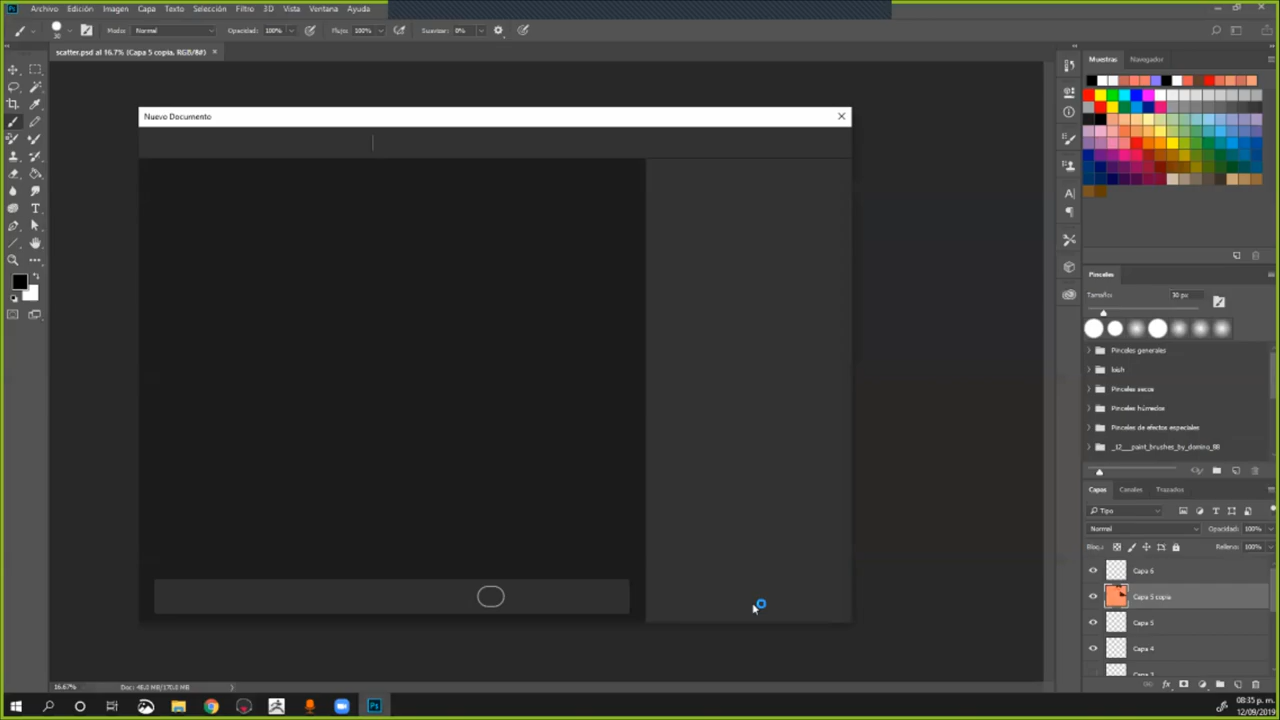 Ps Archivo Edición Imagen Capa Texto Selección Filtro 3D Vista Ventana Ayuda
30 Modo: Normal Opacidad: 100% Flujo: 100% Suavizar: 0%
scatter.psd al 16.7% (Capa 5 copia, RGB/8#) ×
Nuevo Documento
Muestras Navegador
Pinceles
Tamaño: 30 px
Pinceles generales
Pinceles secos
Pinceles húmedos
Pinceles de efectos especiales
Capas Canales Trazados
Tipo
Normal Opacidad: 100%
Bloq.: Relleno: 100%
Capa 6
Capa 5 copia
Capa 5
Capa 4
16.67% Doc: 48.0 MB/170.8 MB
Ps
08:35 p. m.
12/09/2019